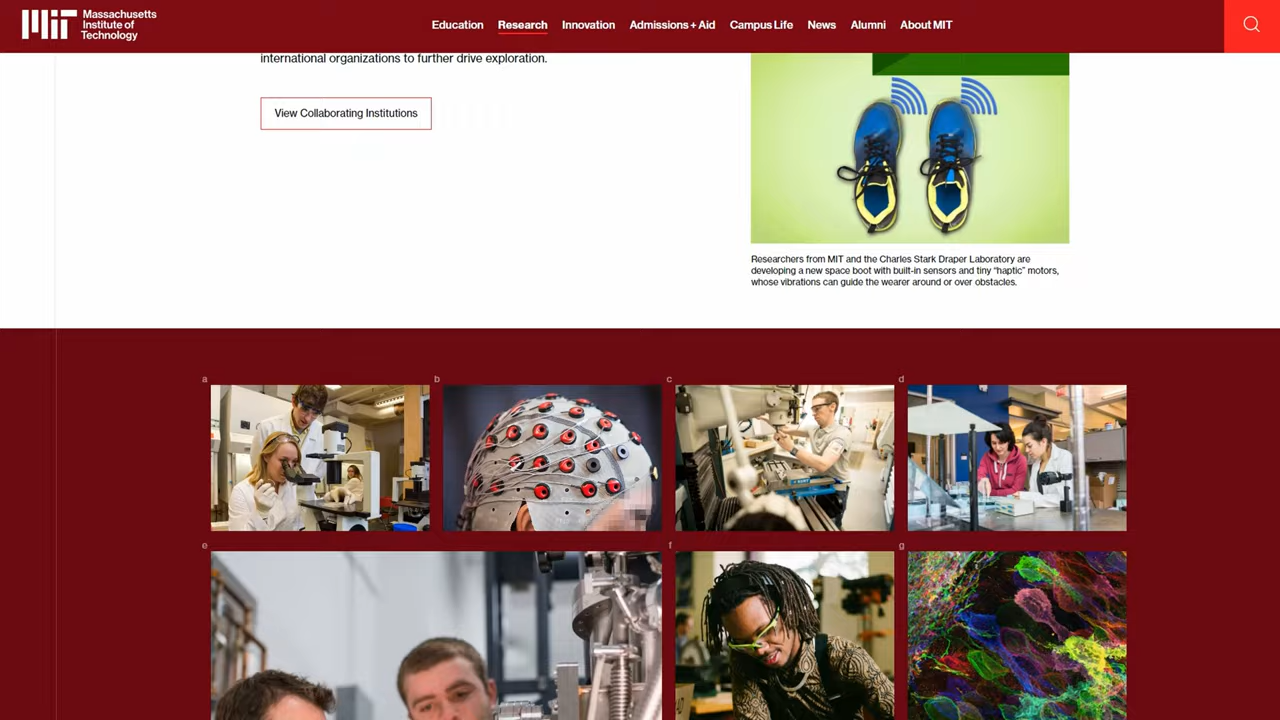 Massachusetts
Institute of
Technology
Education
Research
Innovation
Admissions + Aid
Campus Life
News
Alumni
About MIT
international organizations to further drive exploration.
View Collaborating Institutions
Researchers from MIT and the Charles Stark Draper Laboratory are
developing a new space boot with built-in sensors and tiny “haptic” motors,
whose vibrations can guide the wearer around or over obstacles.
a
b
c
d
e
f
g